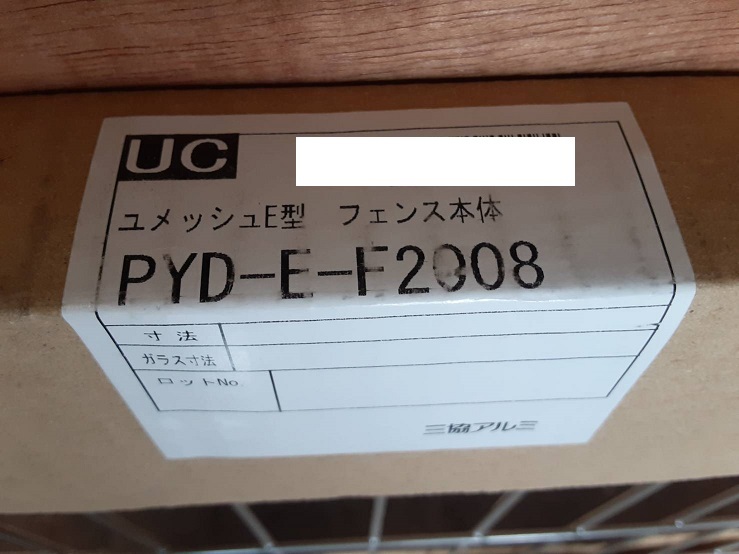 UC
ユメッシュE型 フェンス本体
PYD-E-F2008
寸法
ガラス寸法
ロットNo
三協アルミ